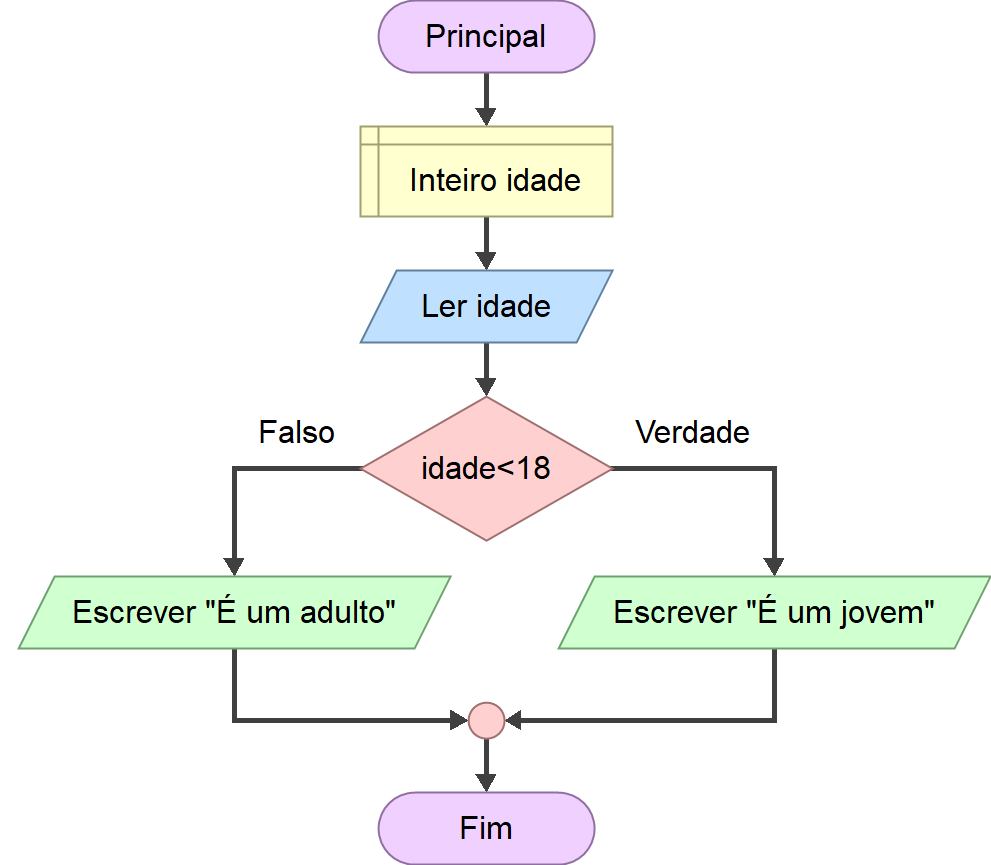 Principal
Inteiro idade
Ler idade
Falso
Verdade
idade<18
Escrever "É um adulto"
Escrever "É um jovem"
Fim